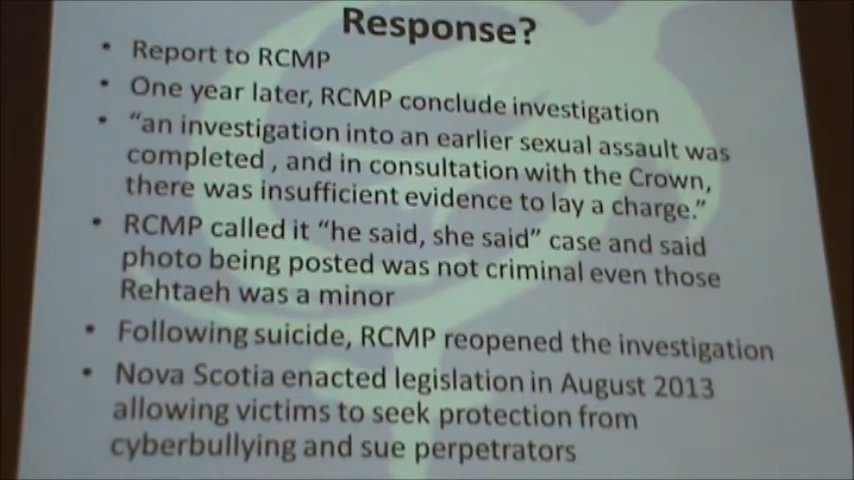 Response?
• Report to RCMP
• One year later, RCMP conclude investigation
• “an investigation into an earlier sexual assault was
completed , and in consultation with the Crown,
there was insufficient evidence to lay a charge.”
• RCMP called it “he said, she said” case and said
photo being posted was not criminal even those
Rehtaeh was a minor
• Following suicide, RCMP reopened the investigation
• Nova Scotia enacted legislation in August 2013
allowing victims to seek protection from
cyberbullying and sue perpetrators